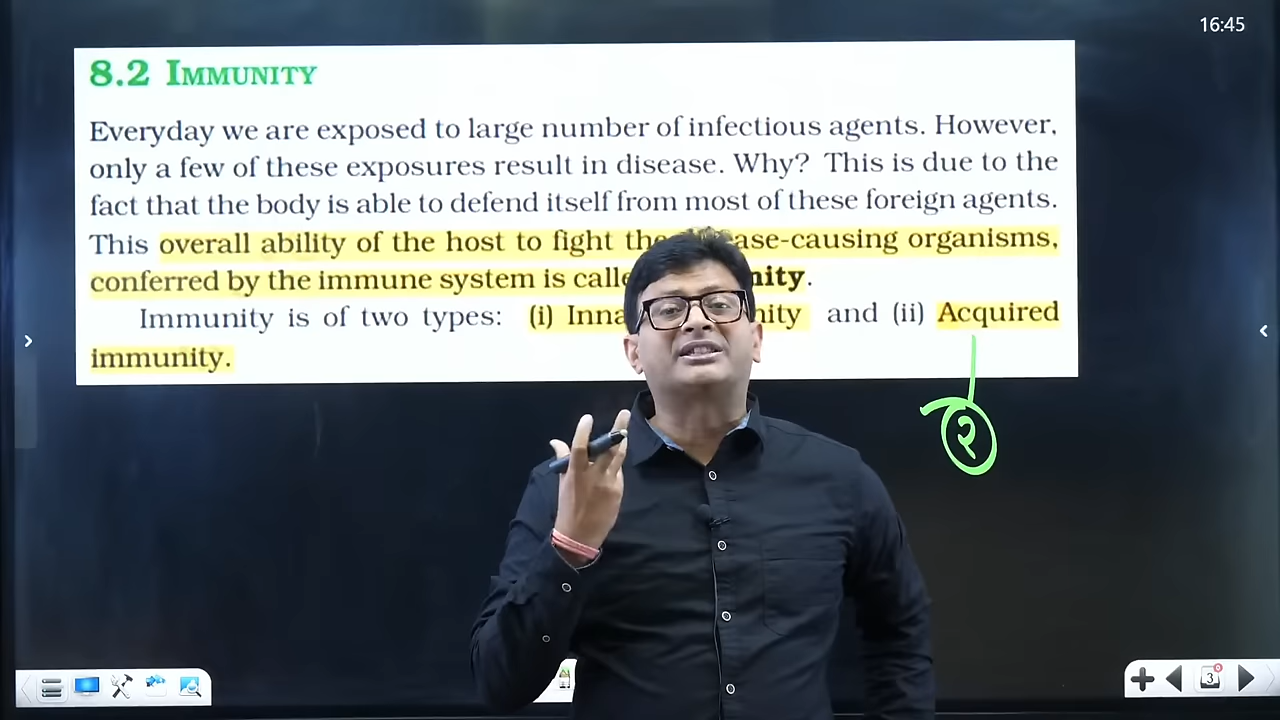 16:45
8.2 IMMUNITY
Everyday we are exposed to large number of infectious agents. However,
only a few of these exposures result in disease. Why? This is due to the
fact that the body is able to defend itself from most of these foreign agents.
This overall ability of the host to fight the ase-causing organisms,
conferred by the immune system is calle nity.
Immunity is of two types: (i) Inna nity and (ii) Acquired
immunity.
२
3